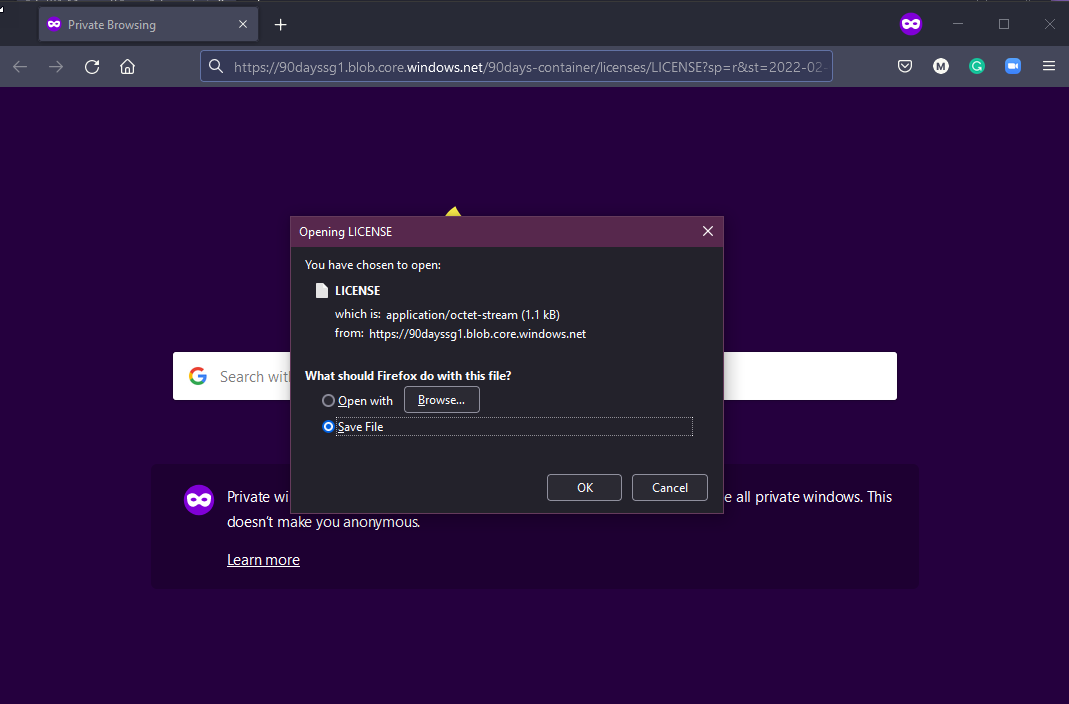 Private Browsing
https://90dayssg1.blob.core.windows.net/90days-container/licenses/LICENSE?sp=r&st=2022-02-
M
G
Opening LICENSE
You have chosen to open:
LICENSE
which is: application/octet-stream (1.1 kB)
from: https://90dayssg1.blob.core.windows.net
G Search wit
What should Firefox do with this file?
Open with Browse...
Save File
OK Cancel
Private wi e all private windows. This
doesn't make you anonymous.
Learn more